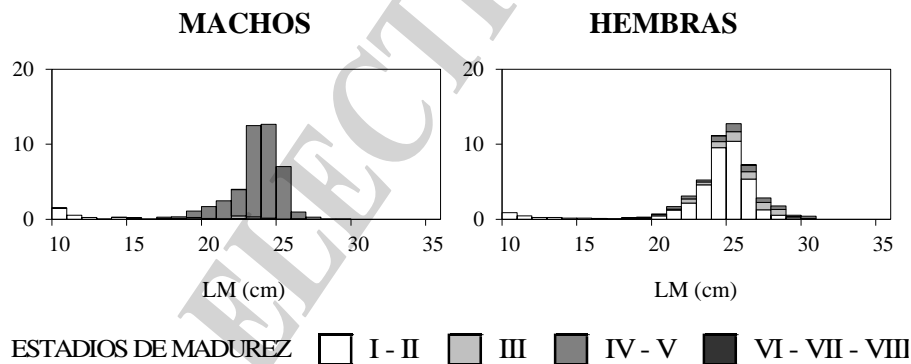 MACHOS
HEMBRAS
20
10
0
10 15 20 25 30 35
LM (cm)
20
10
0
10 15 20 25 30 35
LM (cm)
ESTADIOS DE MADUREZ I - II III IV - V VI - VII - VIII
ELECTI